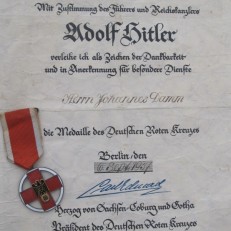 Mit Zustimmung des Führers und Reichskanzlers
Adolf Hitler
verleihe ich als Zeichen der Dankbarkeit
und in Anerkennung für besondere Dienste
Herrn Johannes Damm
die Medaille des Deutschen Roten Kreuzes
Berlin, den
Herzog von Sachsen-Coburg und Gotha
Präsident des Deutschen Roten Kreuzes